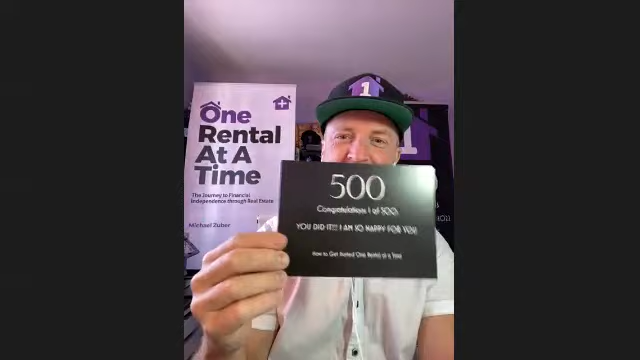 One
Rental
At A
Time
The Journey to Financial
Independence through Real Estate
Michael Zuber
1
1
500
Congratulations 1 of 500
YOU DID IT!!! I AM SO HAPPY FOR YOU
How to Get Started One Rental at a Time